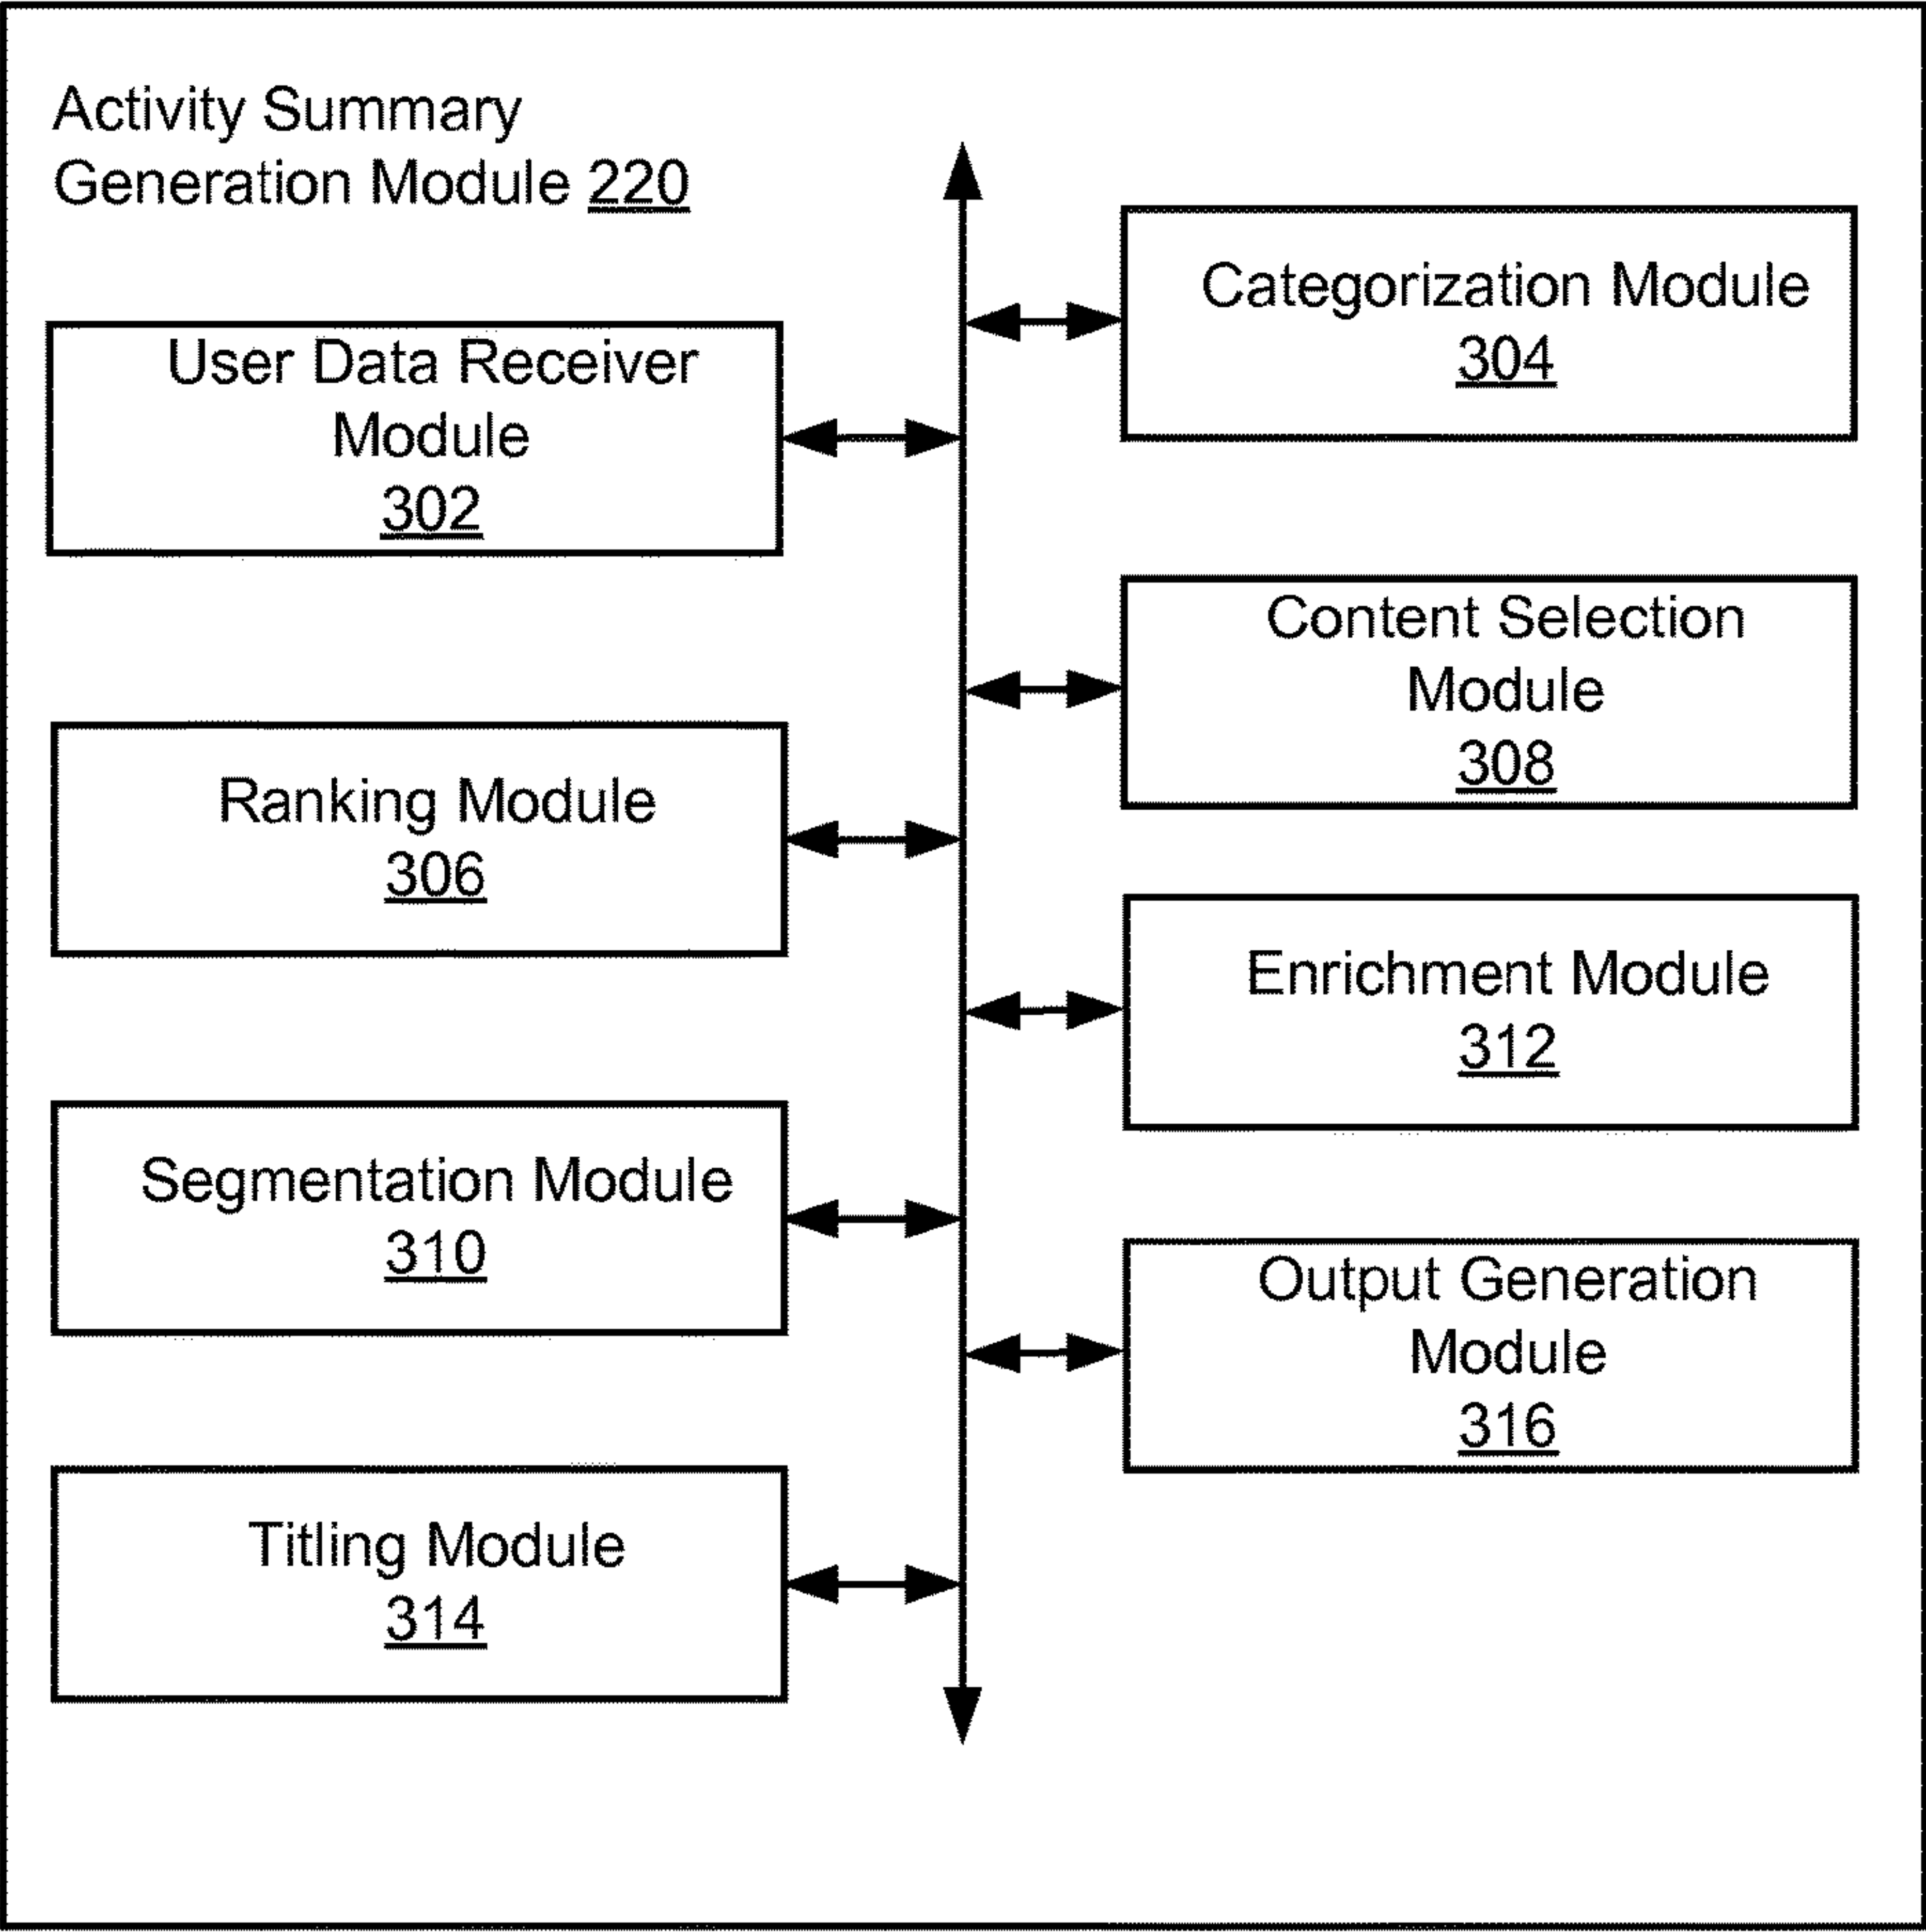 Activity Summary
Generation Module 220
Categorization Module
304
User Data Receiver
Module
302
Content Selection
Module
308
Ranking Module
306
Enrichment Module
312
Segmentation Module
310
Output Generation
Module
316
Titling Module
314